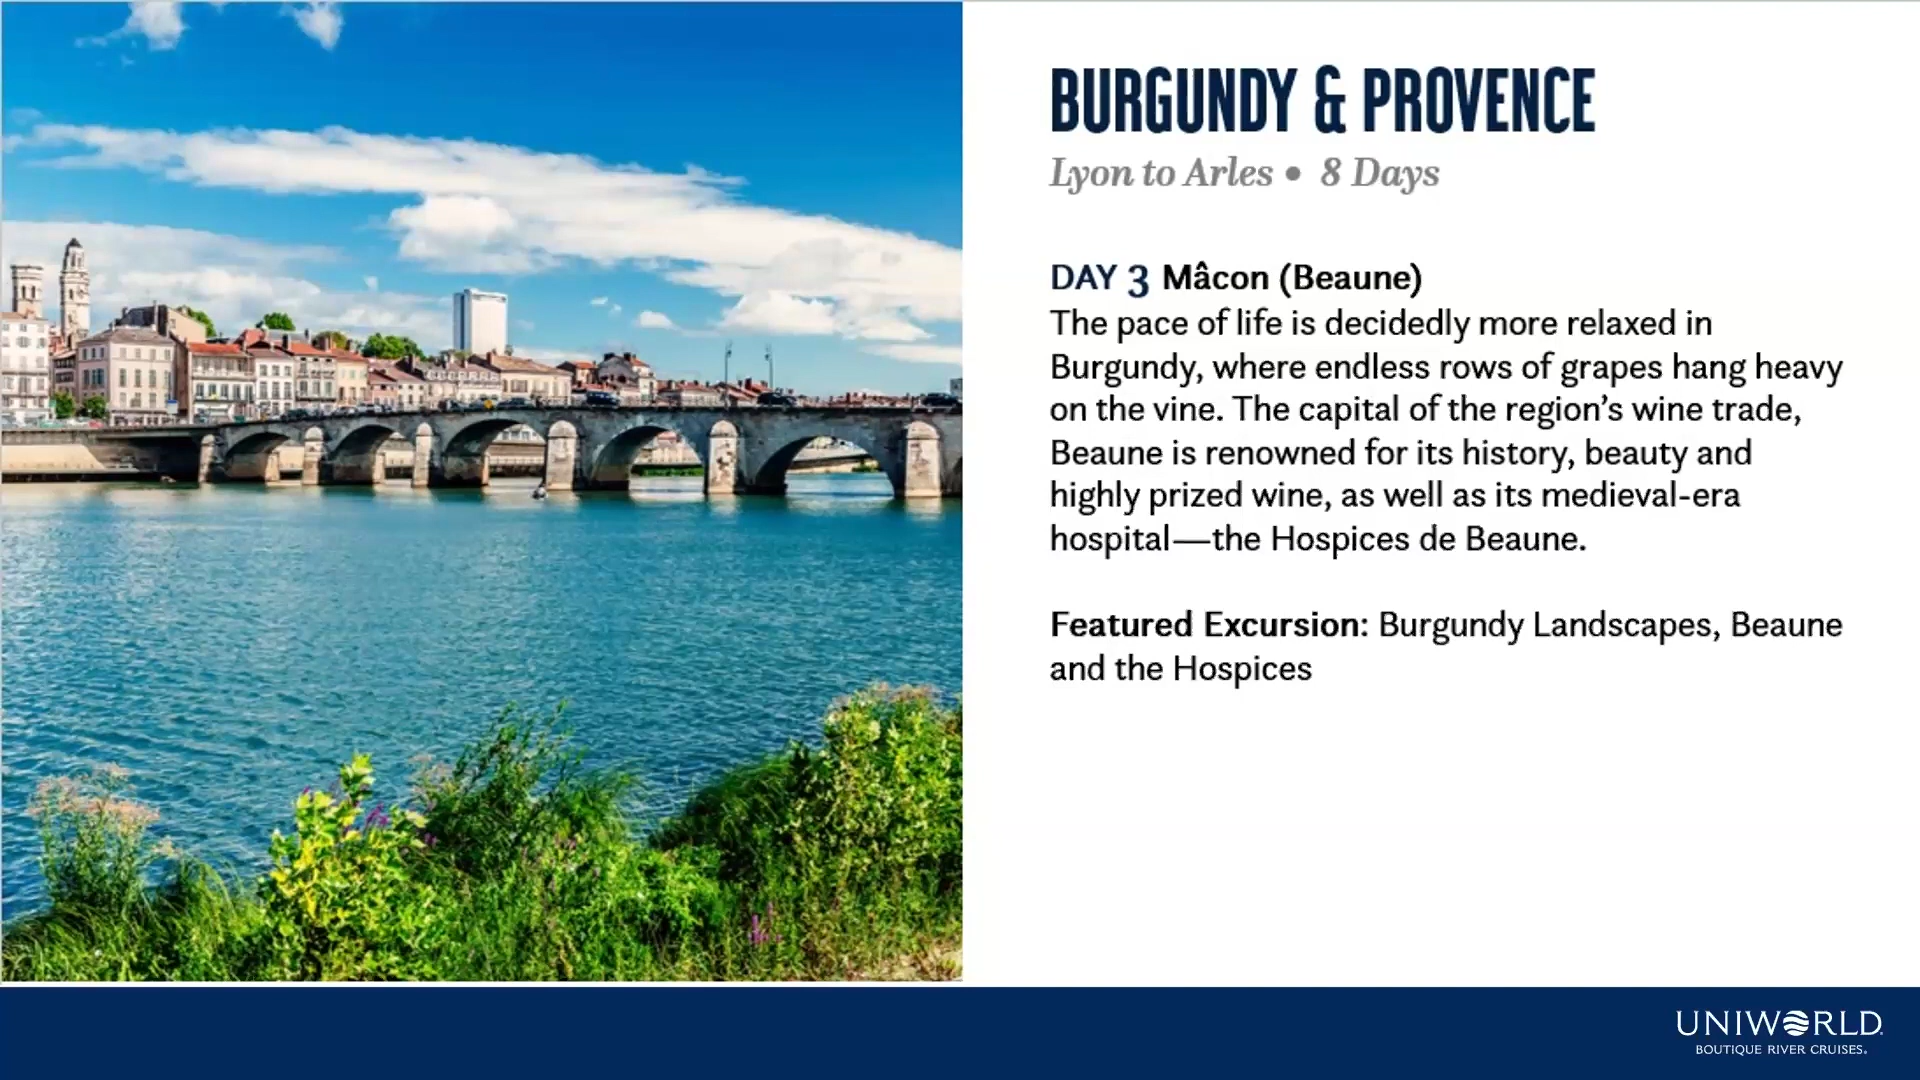 BURGUNDY & PROVENCE
Lyon to Arles • 8 Days
DAY 3 Mâcon (Beaune)
The pace of life is decidedly more relaxed in
Burgundy, where endless rows of grapes hang heavy
on the vine. The capital of the region’s wine trade,
Beaune is renowned for its history, beauty and
highly prized wine, as well as its medieval-era
hospital—the Hospices de Beaune.
Featured Excursion: Burgundy Landscapes, Beaune
and the Hospices
UNIWORLD
BOUTIQUE RIVER CRUISES